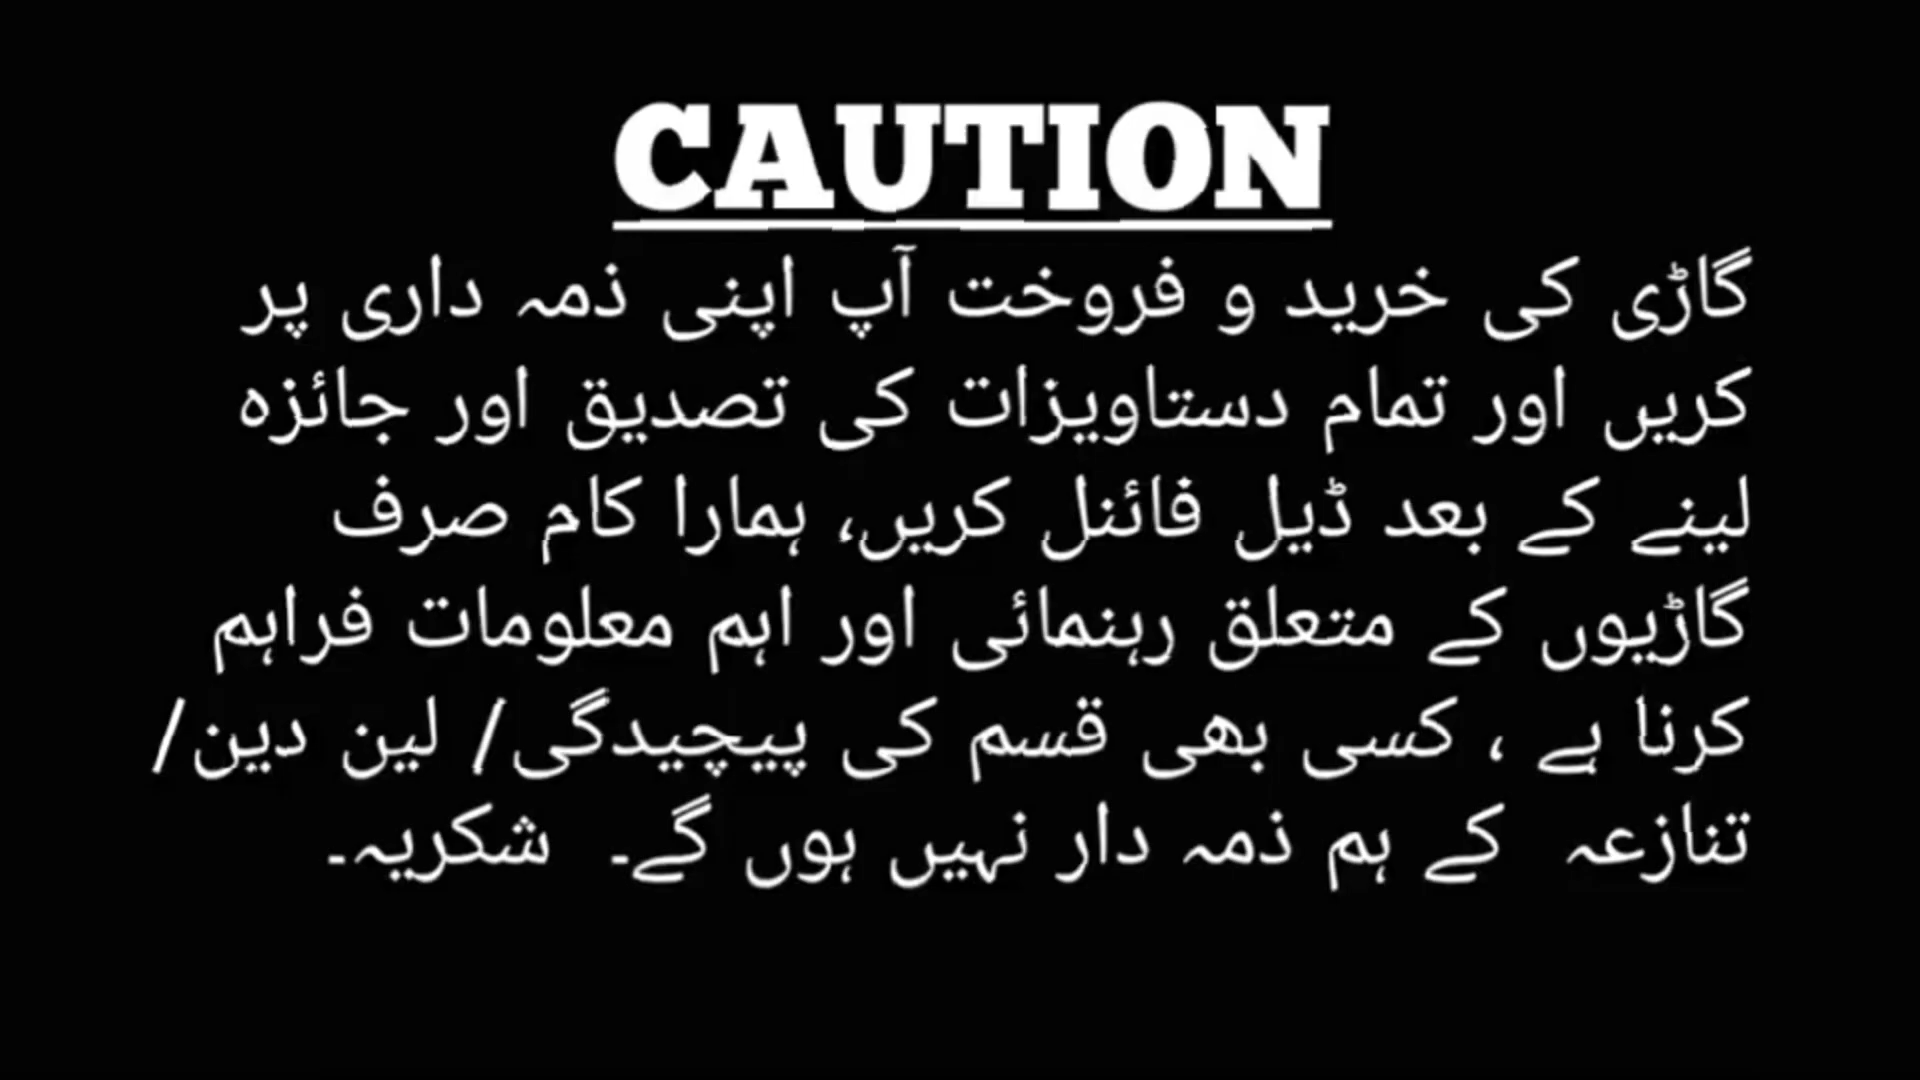 CAUTION
گاڑی کی خرید و فروخت آپ اپنی ذمہ داری پر
کریں اور تمام دستاویزات کی تصدیق اور جائزہ
لینے کے بعد ڈیل فائنل کریں، ہمارا کام صرف
گاڑیوں کے متعلق رہنمائی اور اہم معلومات فراہم
کرنا ہے ، کسی بھی قسم کی پیچیدگی/ لین دین/
تنازعہ کے ہم ذمہ دار نہیں ہوں گے۔ شکریہ۔